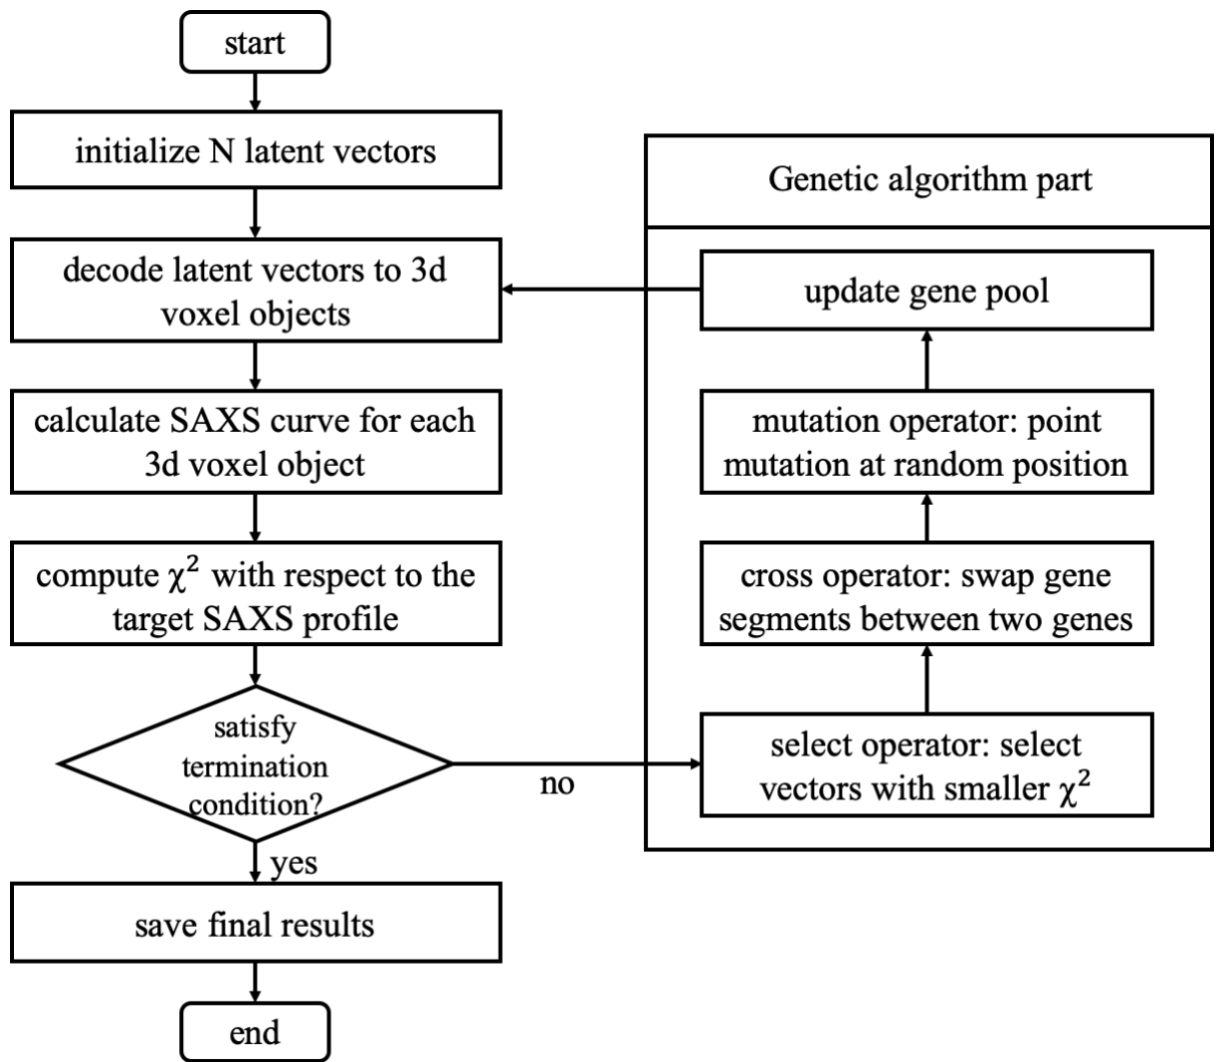 start
initialize N latent vectors
decode latent vectors to 3d
voxel objects
calculate SAXS curve for each
3d voxel object
compute χ² with respect to the
target SAXS profile
satisfy
termination
condition?
no
yes
save final results
end
Genetic algorithm part
update gene pool
mutation operator: point
mutation at random position
cross operator: swap gene
segments between two genes
select operator: select
vectors with smaller χ²